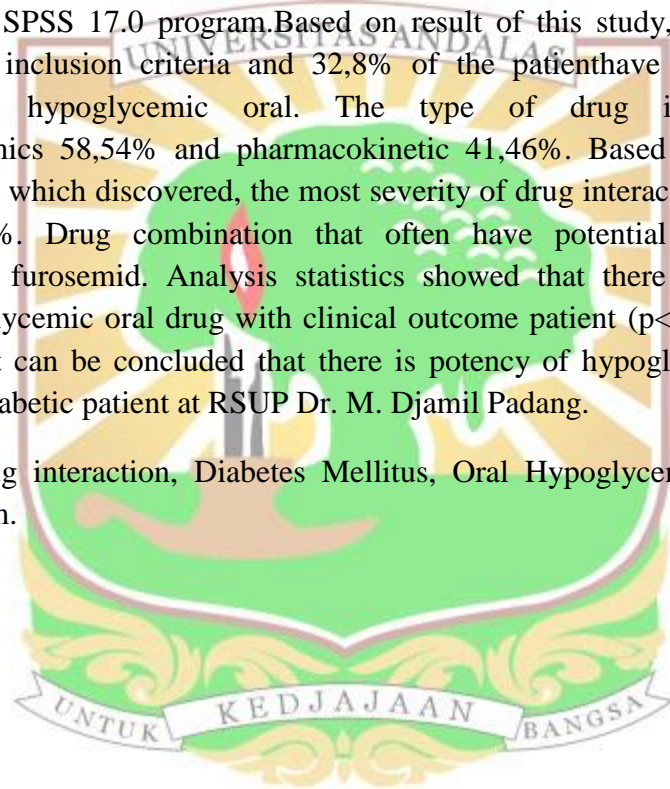 SPSS 17.0 program.Based on result of this study,
UNIVERSITAS ANDALAS
inclusion criteria and 32,8% of the patienthave
hypoglycemic oral. The type of drug i
nics 58,54% and pharmacokinetic 41,46%. Based
which discovered, the most severity of drug interac
%. Drug combination that often have potential
furosemid. Analysis statistics showed that there
lycemic oral drug with clinical outcome patient (p<
t can be concluded that there is potency of hypogl
abetic patient at RSUP Dr. M. Djamil Padang.
g interaction, Diabetes Mellitus, Oral Hypoglycer
n.
UNTUK KEDJAJAAN BANGSA